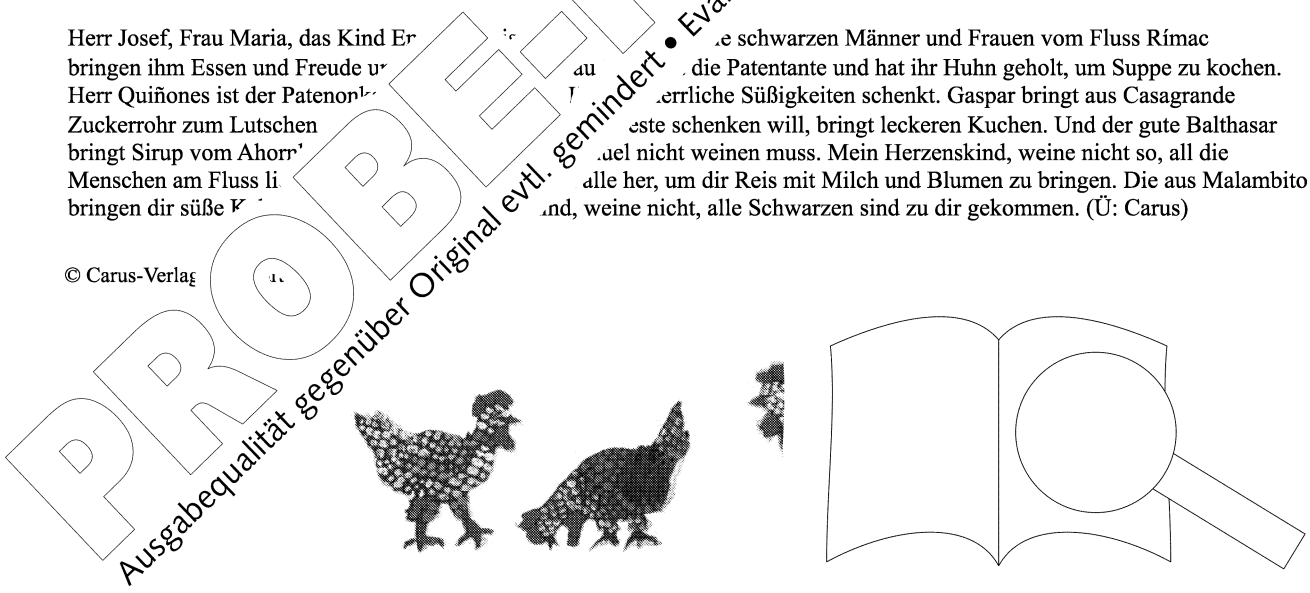 Herr Josef, Frau Maria, das Kind schwarzen Männer und Frauen vom Fluss Rímac
bringen ihm Essen und Freude die Patentante und hat ihr Huhn geholt, um Suppe zu kochen.
Herr Quiñones ist der Süßigkeiten schenkt. Gaspar bringt aus Casagrande
Zuckerrohr zum Lutschen schenken will, bringt leckeren Kuchen. Und der gute Balthasar
bringt Sirup vom nicht weinen muss. Mein Herzenskind, weine nicht so, all die
Menschen am Fluss alle her, um dir Reis mit Milch und Blumen zu bringen. Die aus Malambito
bringen dir süße weine nicht, alle Schwarzen sind zu dir gekommen. (Ü: Carus)
© Carus-Verlag
PROBE-
Ausgabequalität gegenüber Original evtl. gemindert •